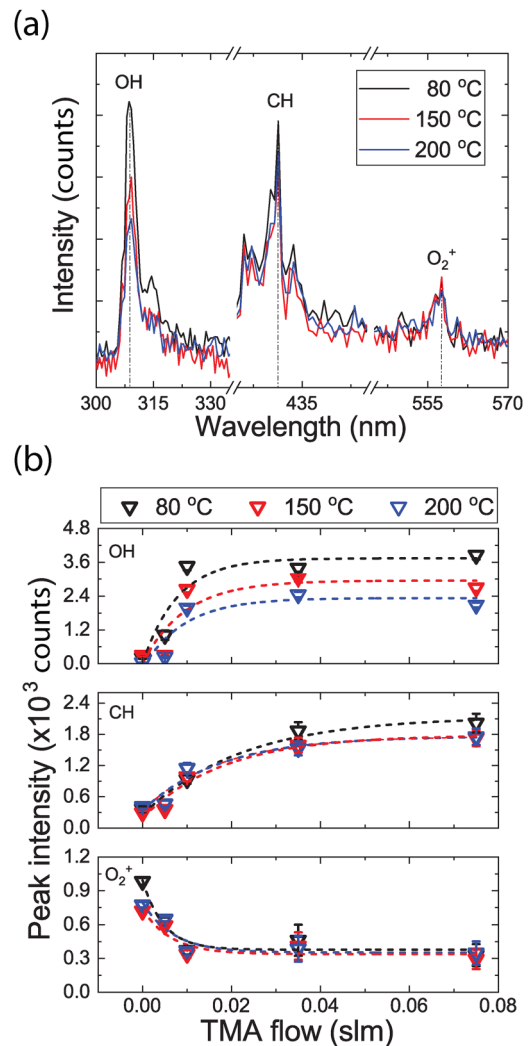 (a)
OH
CH
80 °C
150 °C
200 °C
O₂⁺
Intensity (counts)
300 315 330 435 555 570
Wavelength (nm)
(b)
80 °C 150 °C 200 °C
OH
4.8
3.6
2.4
1.2
0.0
CH
2.4
1.8
1.2
0.6
0.0
O₂⁺
1.2
0.9
0.6
0.3
0.0
Peak intensity (x10³ counts)
0.00 0.02 0.04 0.06 0.08
TMA flow (slm)